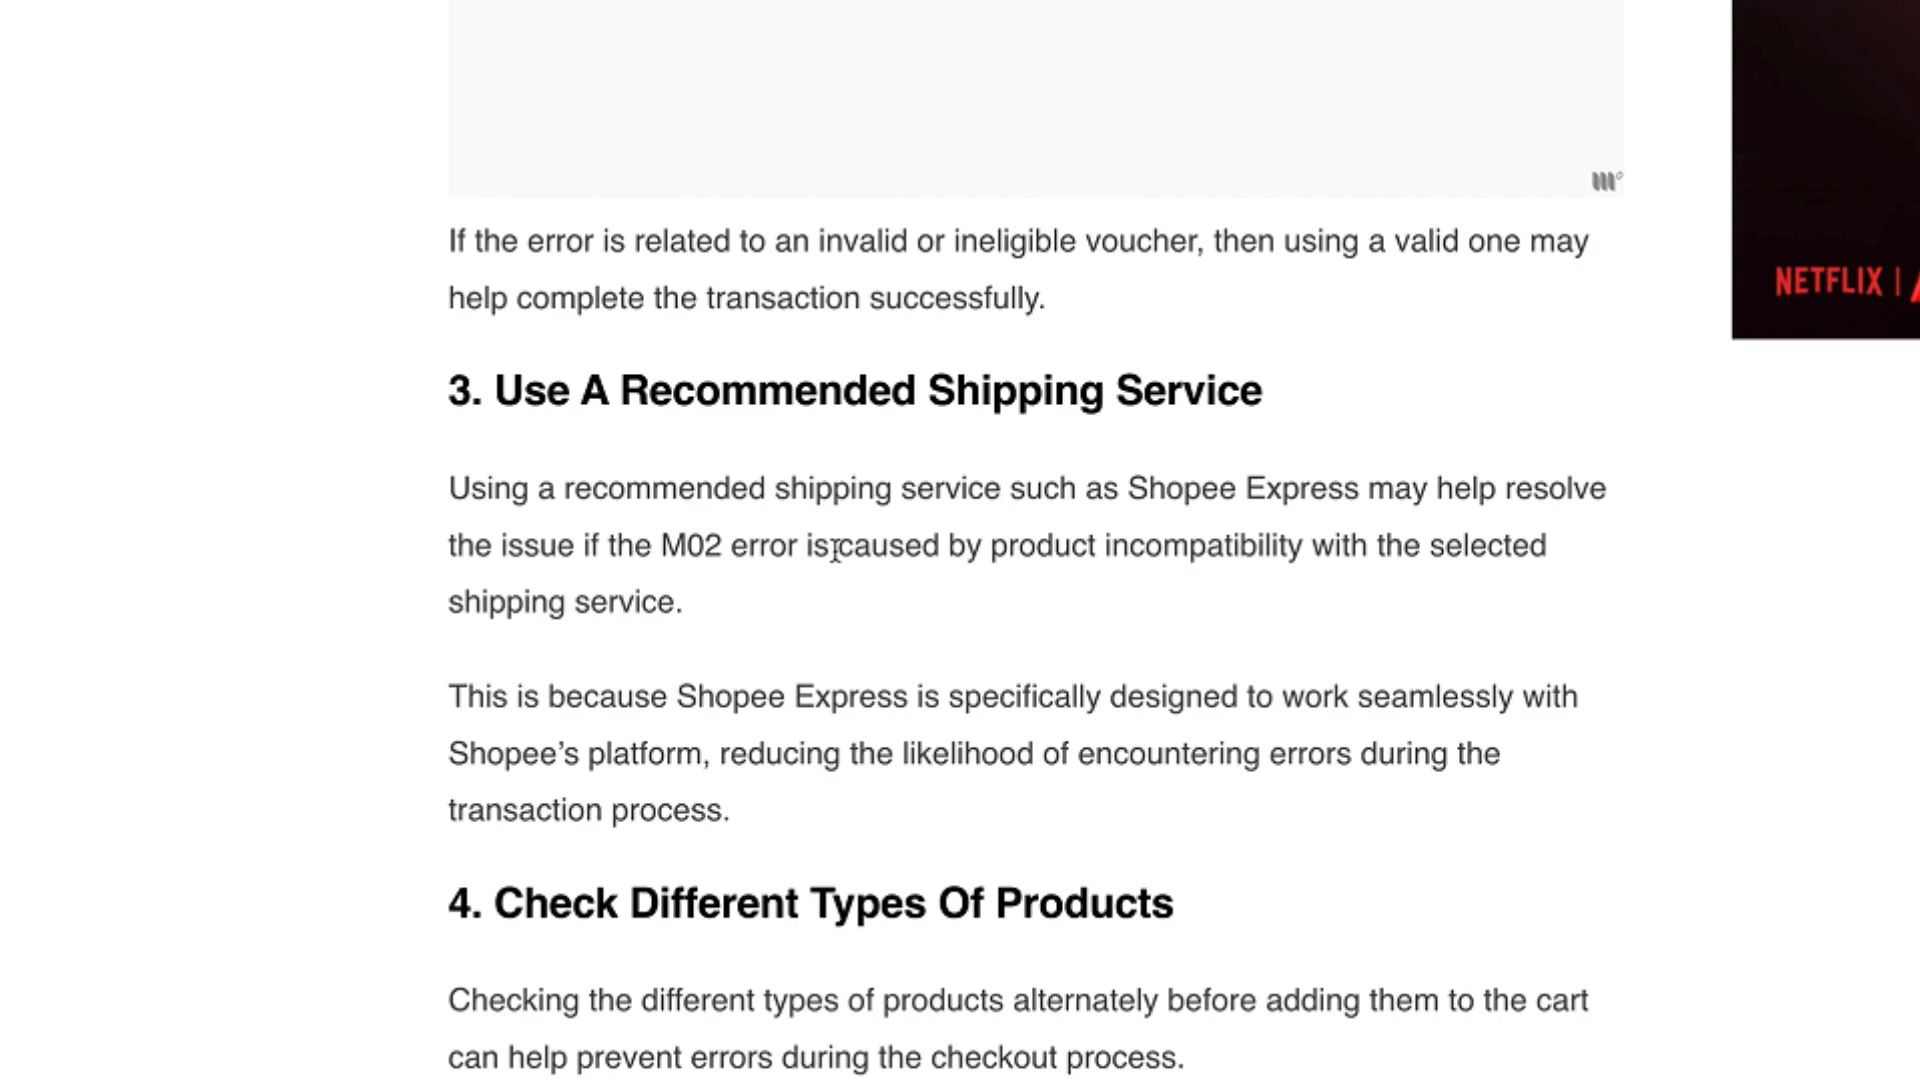 If the error is related to an invalid or ineligible voucher, then using a valid one may
help complete the transaction successfully.
NETFLIX |
3. Use A Recommended Shipping Service
Using a recommended shipping service such as Shopee Express may help resolve
the issue if the M02 error is caused by product incompatibility with the selected
shipping service.
This is because Shopee Express is specifically designed to work seamlessly with
Shopee’s platform, reducing the likelihood of encountering errors during the
transaction process.
4. Check Different Types Of Products
Checking the different types of products alternately before adding them to the cart
can help prevent errors during the checkout process.